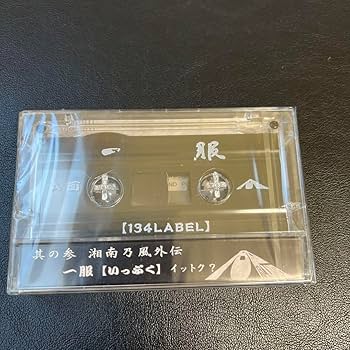 一服
【134LABEL】
其の参 湘南乃風外伝
一服【いっぷく】イットク?